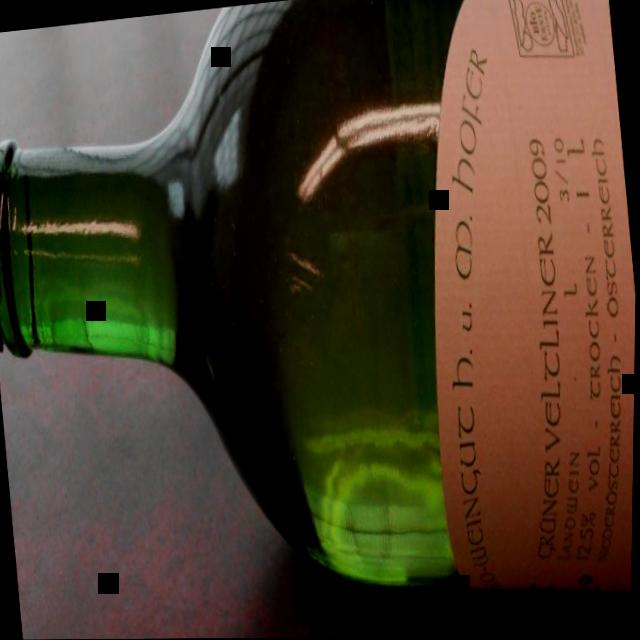 WEINGUT H. u. M. HOFER
GRÜNER VELTLINER 2009
LANDWEIN L 3/10
12,5% VOL - TROCKEN - 1 L
NIEDERÖSTERREICH - ÖSTERREICH